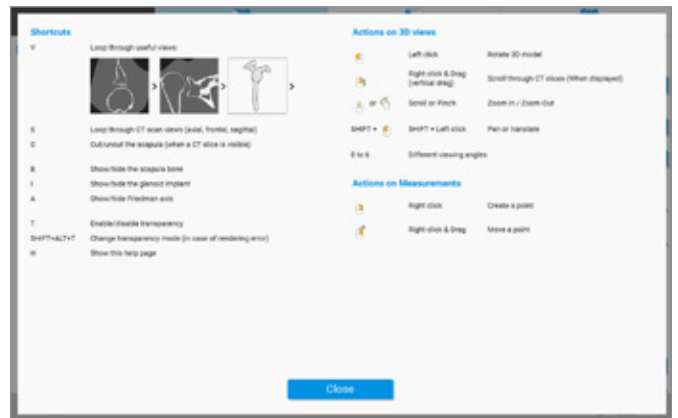 Shortcuts
V Loop through useful views:
S Loop through CT scan views (axial, frontal, sagittal)
C Cut/uncut the scapula (when a CT slice is visible)
B Show/hide the scapula bone
I Show/hide the glenoid implant
A Show/hide Friedman axis
T Enable/disable transparency
SHIFT+ALT+T Change transparency mode (in case of rendering error)
H Show this help page
Actions on 3D views
Left click Rotate 3D model
Right click & Drag
(vertical drag) Scroll through CT slices (When displayed)
or Scroll or Pinch Zoom in / Zoom Out
SHIFT + SHIFT + Left click Pan or translate
0 to 6 Different viewing angles
Actions on Measurements
Right click Create a point
Right click & Drag Move a point
Close